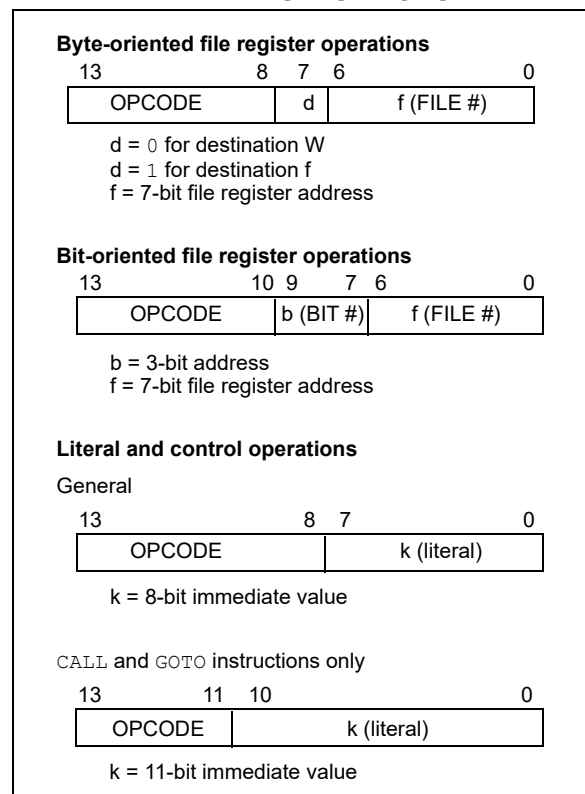 Byte-oriented file register operations
13 8 7 6 0
OPCODE d f (FILE #)
d = 0 for destination W
d = 1 for destination f
f = 7-bit file register address
Bit-oriented file register operations
13 10 9 7 6 0
OPCODE b (BIT #) f (FILE #)
b = 3-bit address
f = 7-bit file register address
Literal and control operations
General
13 8 7 0
OPCODE k (literal)
k = 8-bit immediate value
CALL and GOTO instructions only
13 11 10 0
OPCODE k (literal)
k = 11-bit immediate value